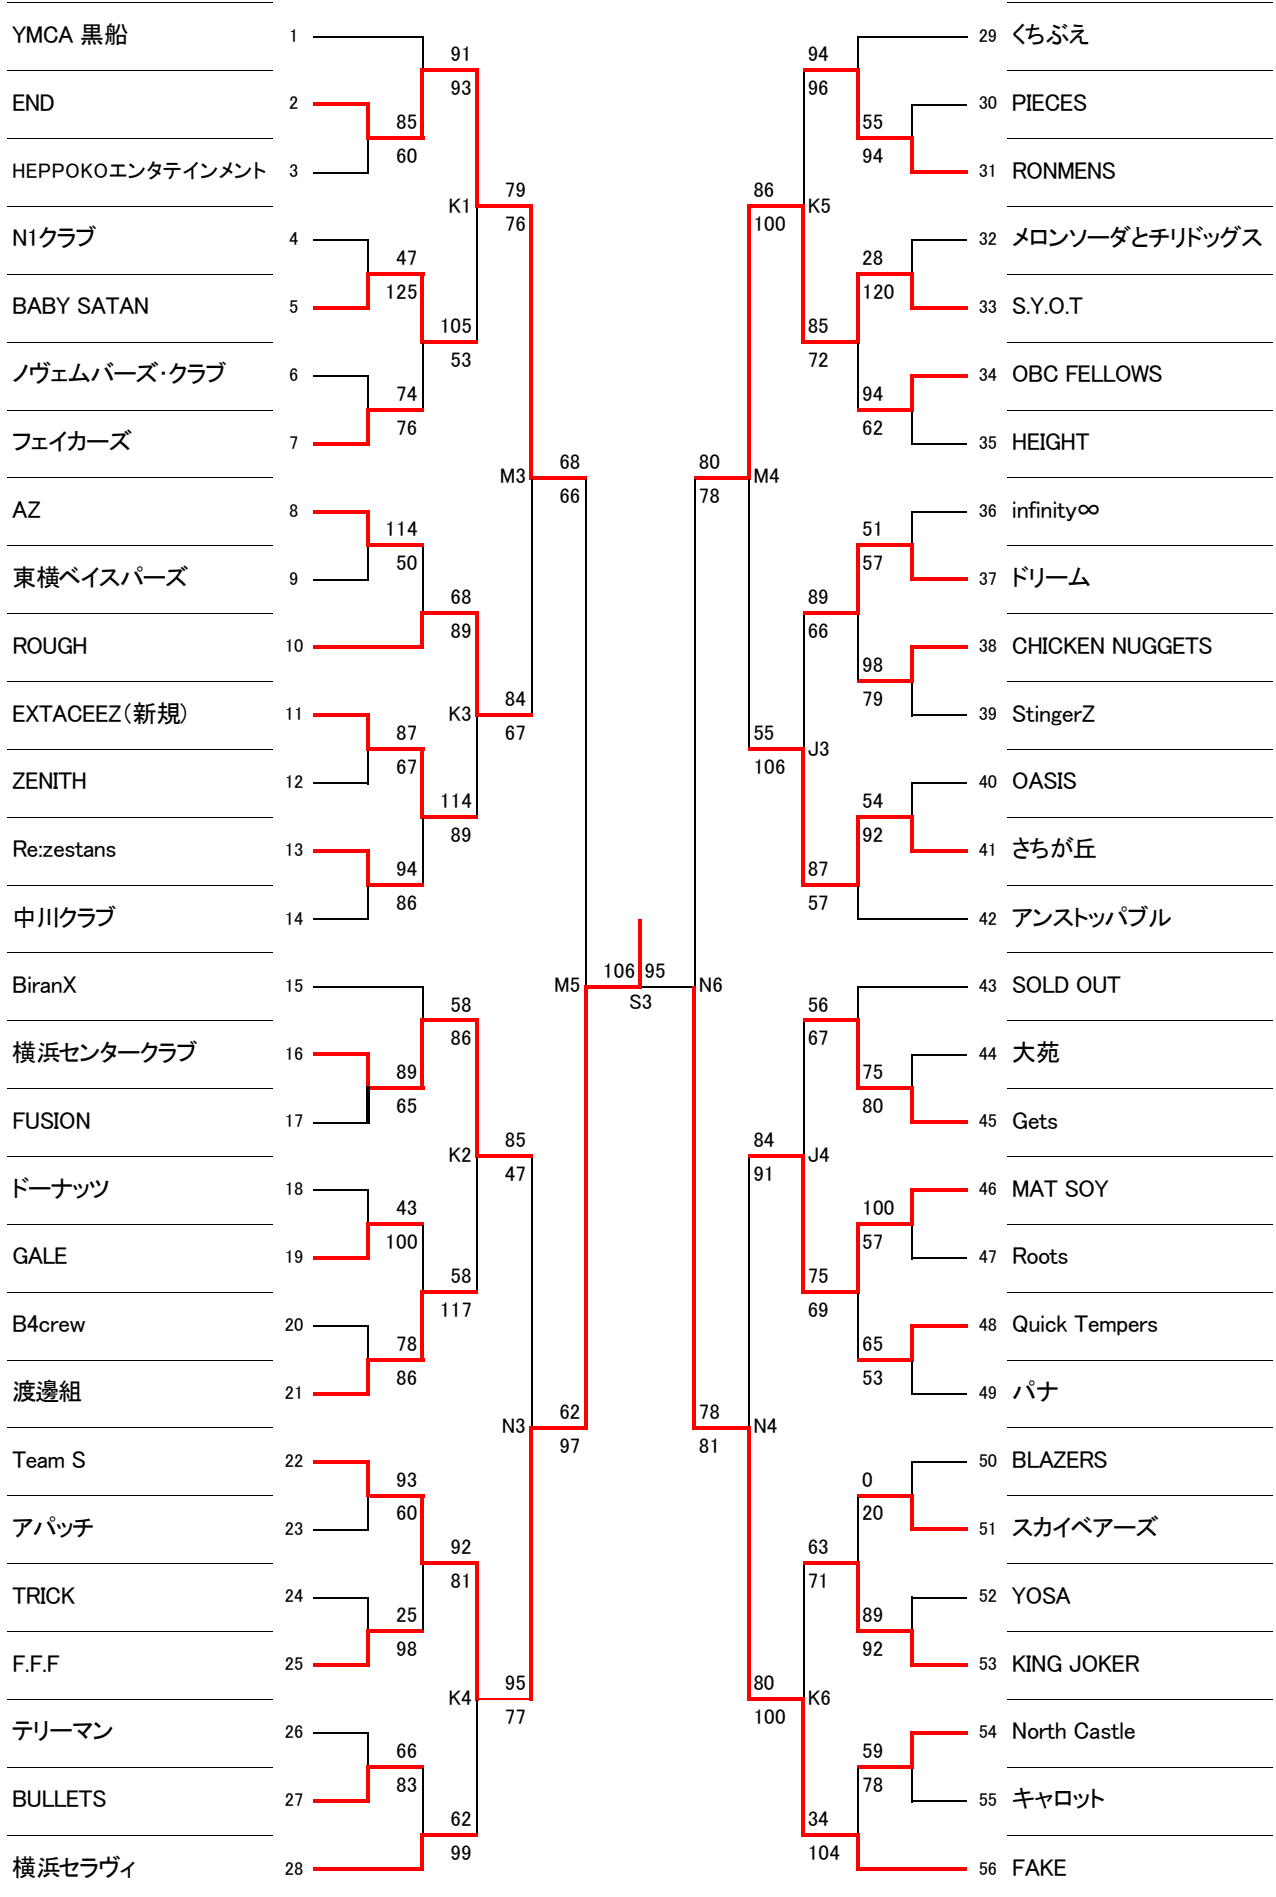 YMCA 黒船 1
END 2
HEPPOKOエンタテインメント 3
N1クラブ 4
BABY SATAN 5
ノヴェムバーズ・クラブ 6
フェイカーズ 7
AZ 8
東横ベイスパーズ 9
ROUGH 10
EXTACEEZ(新規) 11
ZENITH 12
Re:zestans 13
中川クラブ 14
BiranX 15
横浜センタークラブ 16
FUSION 17
ドーナッツ 18
GALE 19
B4crew 20
渡邊組 21
Team S 22
アパッチ 23
TRICK 24
F.F.F 25
テリーマン 26
BULLETS 27
横浜セラヴィ 28
85
60
47
125
74
76
114
50
87
67
94
86
89
65
43
100
78
86
93
60
25
98
66
83
91
93
105
53
68
89
114
89
58
86
58
117
92
81
62
99
K1
79
76
K3
84
67
K2
85
47
K4
95
77
M3
68
66
N3
62
97
M5
106 95
S3
N6
80
78
M4
78
81
N4
86
100
K5
55
106
J3
84
91
J4
80
100
K6
94
96
85
72
89
66
87
57
56
67
75
69
63
71
34
104
55
94
28
120
94
62
51
57
98
79
54
92
75
80
100
57
65
53
0
20
89
92
59
78
29 くちぶえ
30 PIECES
31 RONMENS
32 メロンソーダとチリドッグス
33 S.Y.O.T
34 OBC FELLOWS
35 HEIGHT
36 infinity∞
37 ドリーム
38 CHICKEN NUGGETS
39 StingerZ
40 OASIS
41 さちが丘
42 アンストッパブル
43 SOLD OUT
44 大苑
45 Gets
46 MAT SOY
47 Roots
48 Quick Tempers
49 パナ
50 BLAZERS
51 スカイベアーズ
52 YOSA
53 KING JOKER
54 North Castle
55 キャロット
56 FAKE